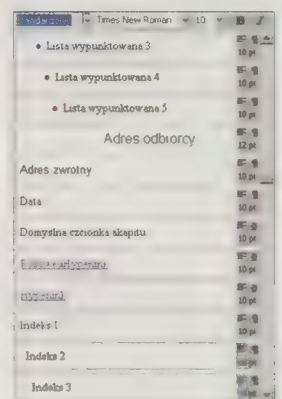 Times New Roman 10 B I
Lista wypunktowana 3
10 pt
Lista wypunktowana 4
10 pt
Lista wypunktowana 5
10 pt
Adres odbiorcy
12 pt
Adres zwrotny
10 pt
Data
10 pt
Domyślna czcionka akapitu
10 pt
10 pt
10 pt
Indeks 1
10 pt
Indeks 2
10 pt
Indeks 3